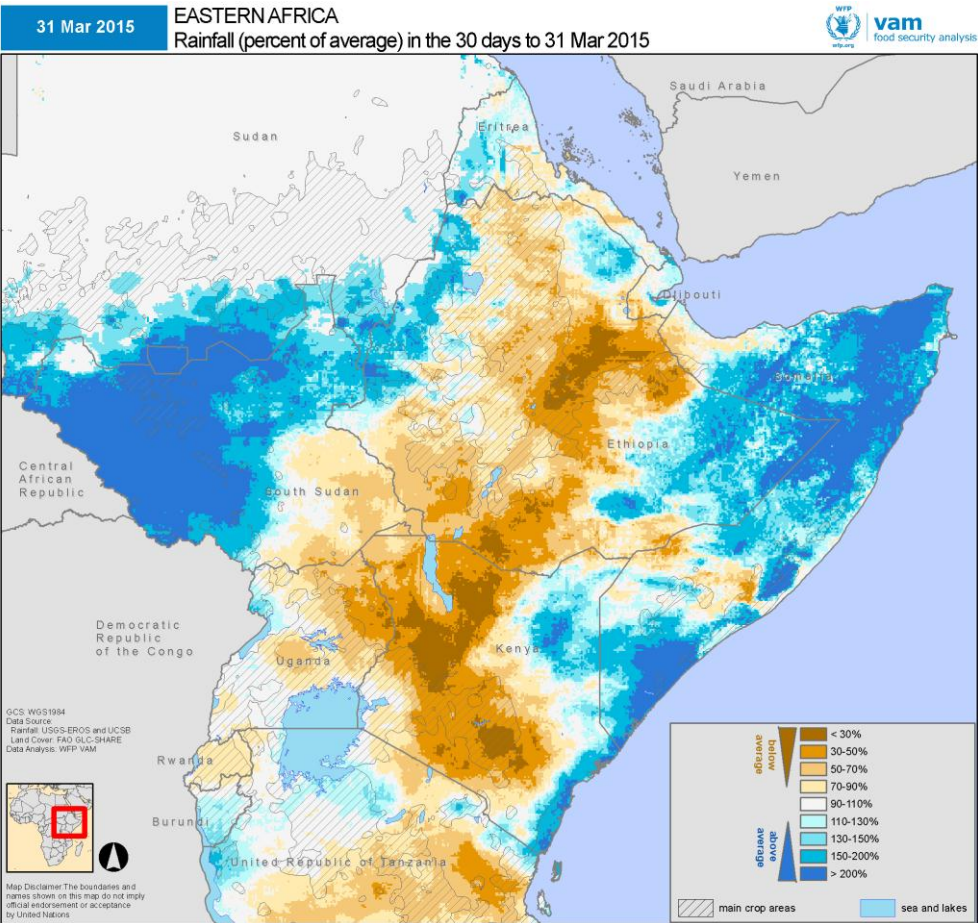 31 Mar 2015
EASTERN AFRICA
Rainfall (percent of average) in the 30 days to 31 Mar 2015
WFP
wfp.org
vam
food security analysis
Saudi Arabia
Sudan
Eritrea
Yemen
Djibouti
Somalia
Ethiopia
Central
African
Republic
South Sudan
Democratic
Republic
of the Congo
Kenya
Uganda
GCS: WGS1984
Data Source:
Rainfall: USGS-EROS and UCSB
Land Cover: FAO GLC-SHARE
Data Analysis: WFP VAM
Rwanda
Burundi
United Republic of Tanzania
below
average
above
average
< 30%
30-50%
50-70%
70-90%
90-110%
110-130%
130-150%
150-200%
> 200%
main crop areas
sea and lakes
Map Disclaimer:The boundaries and
names shown on this map do not imply
official endorsement or acceptance
by United Nations